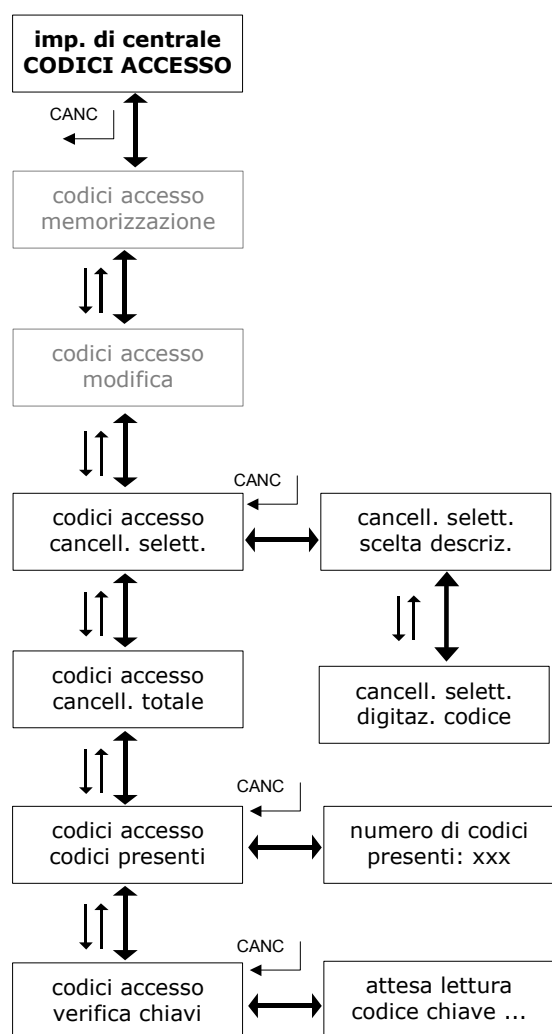 imp. di centrale
CODICI ACCESSO
CANC
codici accesso
memorizzazione
codici accesso
modifica
CANC
codici accesso
cancell. selett.
cancell. selett.
scelta descriz.
codici accesso
cancell. totale
cancell. selett.
digitaz. codice
CANC
codici accesso
codici presenti
numero di codici
presenti: xxx
CANC
codici accesso
verifica chiavi
attesa lettura
codice chiave ...